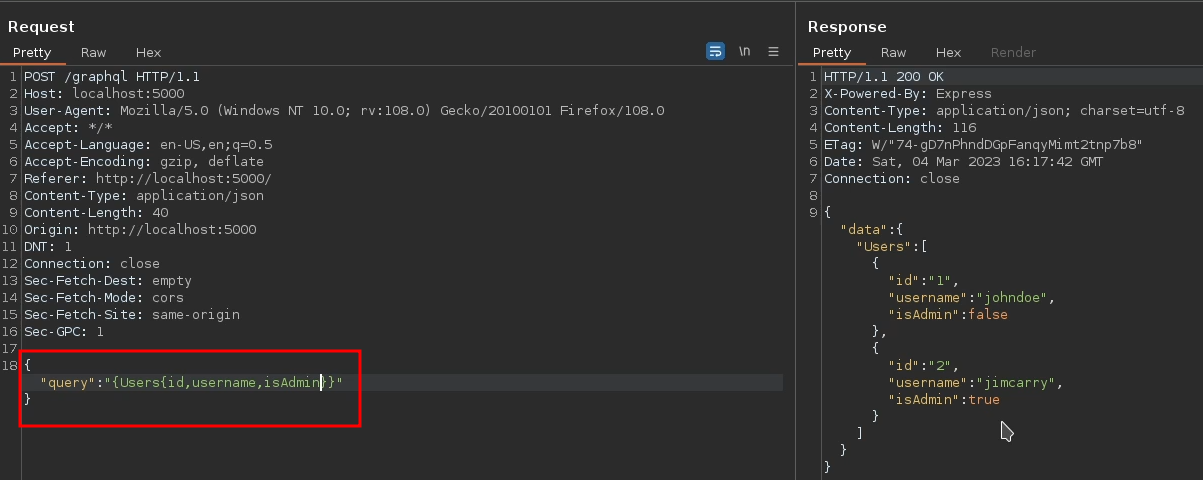 Request
Pretty Raw Hex \n
1 POST /graphql HTTP/1.1
2 Host: localhost:5000
3 User-Agent: Mozilla/5.0 (Windows NT 10.0; rv:108.0) Gecko/20100101 Firefox/108.0
4 Accept: */*
5 Accept-Language: en-US,en;q=0.5
6 Accept-Encoding: gzip, deflate
7 Referer: http://localhost:5000/
8 Content-Type: application/json
9 Content-Length: 40
10 Origin: http://localhost:5000
11 DNT: 1
12 Connection: close
13 Sec-Fetch-Dest: empty
14 Sec-Fetch-Mode: cors
15 Sec-Fetch-Site: same-origin
16 Sec-GPC: 1
17
18 {
"query":"{Users{id,username,isAdmin}}"
}
Response
Pretty Raw Hex Render
1 HTTP/1.1 200 OK
2 X-Powered-By: Express
3 Content-Type: application/json; charset=utf-8
4 Content-Length: 116
5 ETag: W/"74-gD7nPhndDGpFanqyMimt2tnp7b8"
6 Date: Sat, 04 Mar 2023 16:17:42 GMT
7 Connection: close
8
9 {
"data":{
"Users":[
{
"id":"1",
"username":"johndoe",
"isAdmin":false
},
{
"id":"2",
"username":"jimcarry",
"isAdmin":true
}
]
}
}